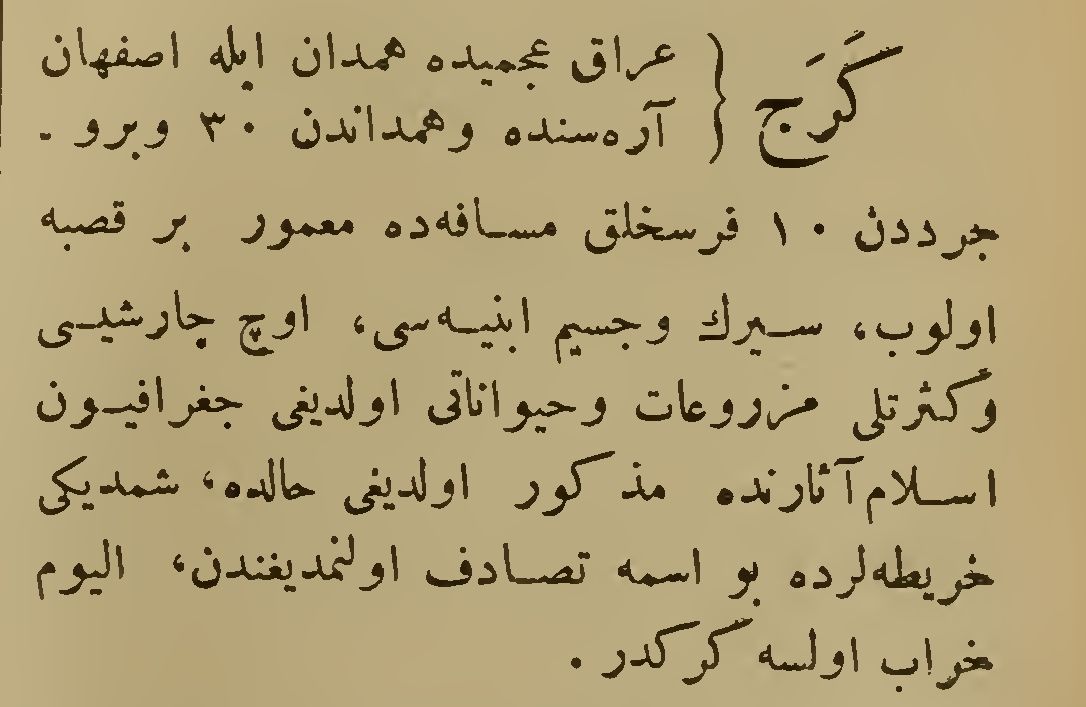 كَرَج { عراق عجميده همدان ايله اصفهان
آره‌سنده وهمداندن ٣٠ وبرو -
جرددن ١٠ فرسخلق مسافه‌ده معمور بر قصبه
اولوب، سيرك وجسيم ابنيه‌سى، اوچ چارشيسى
وكثرتلى مزروعات وحيواناتى اولديغى جغرافيون
اسلام آثارنده مذكور اولديغى حالده، شمديكى
خريطه‌لرده بو اسمه تصادف اولنمديغندن، اليوم
خراب اولسه كركدر .